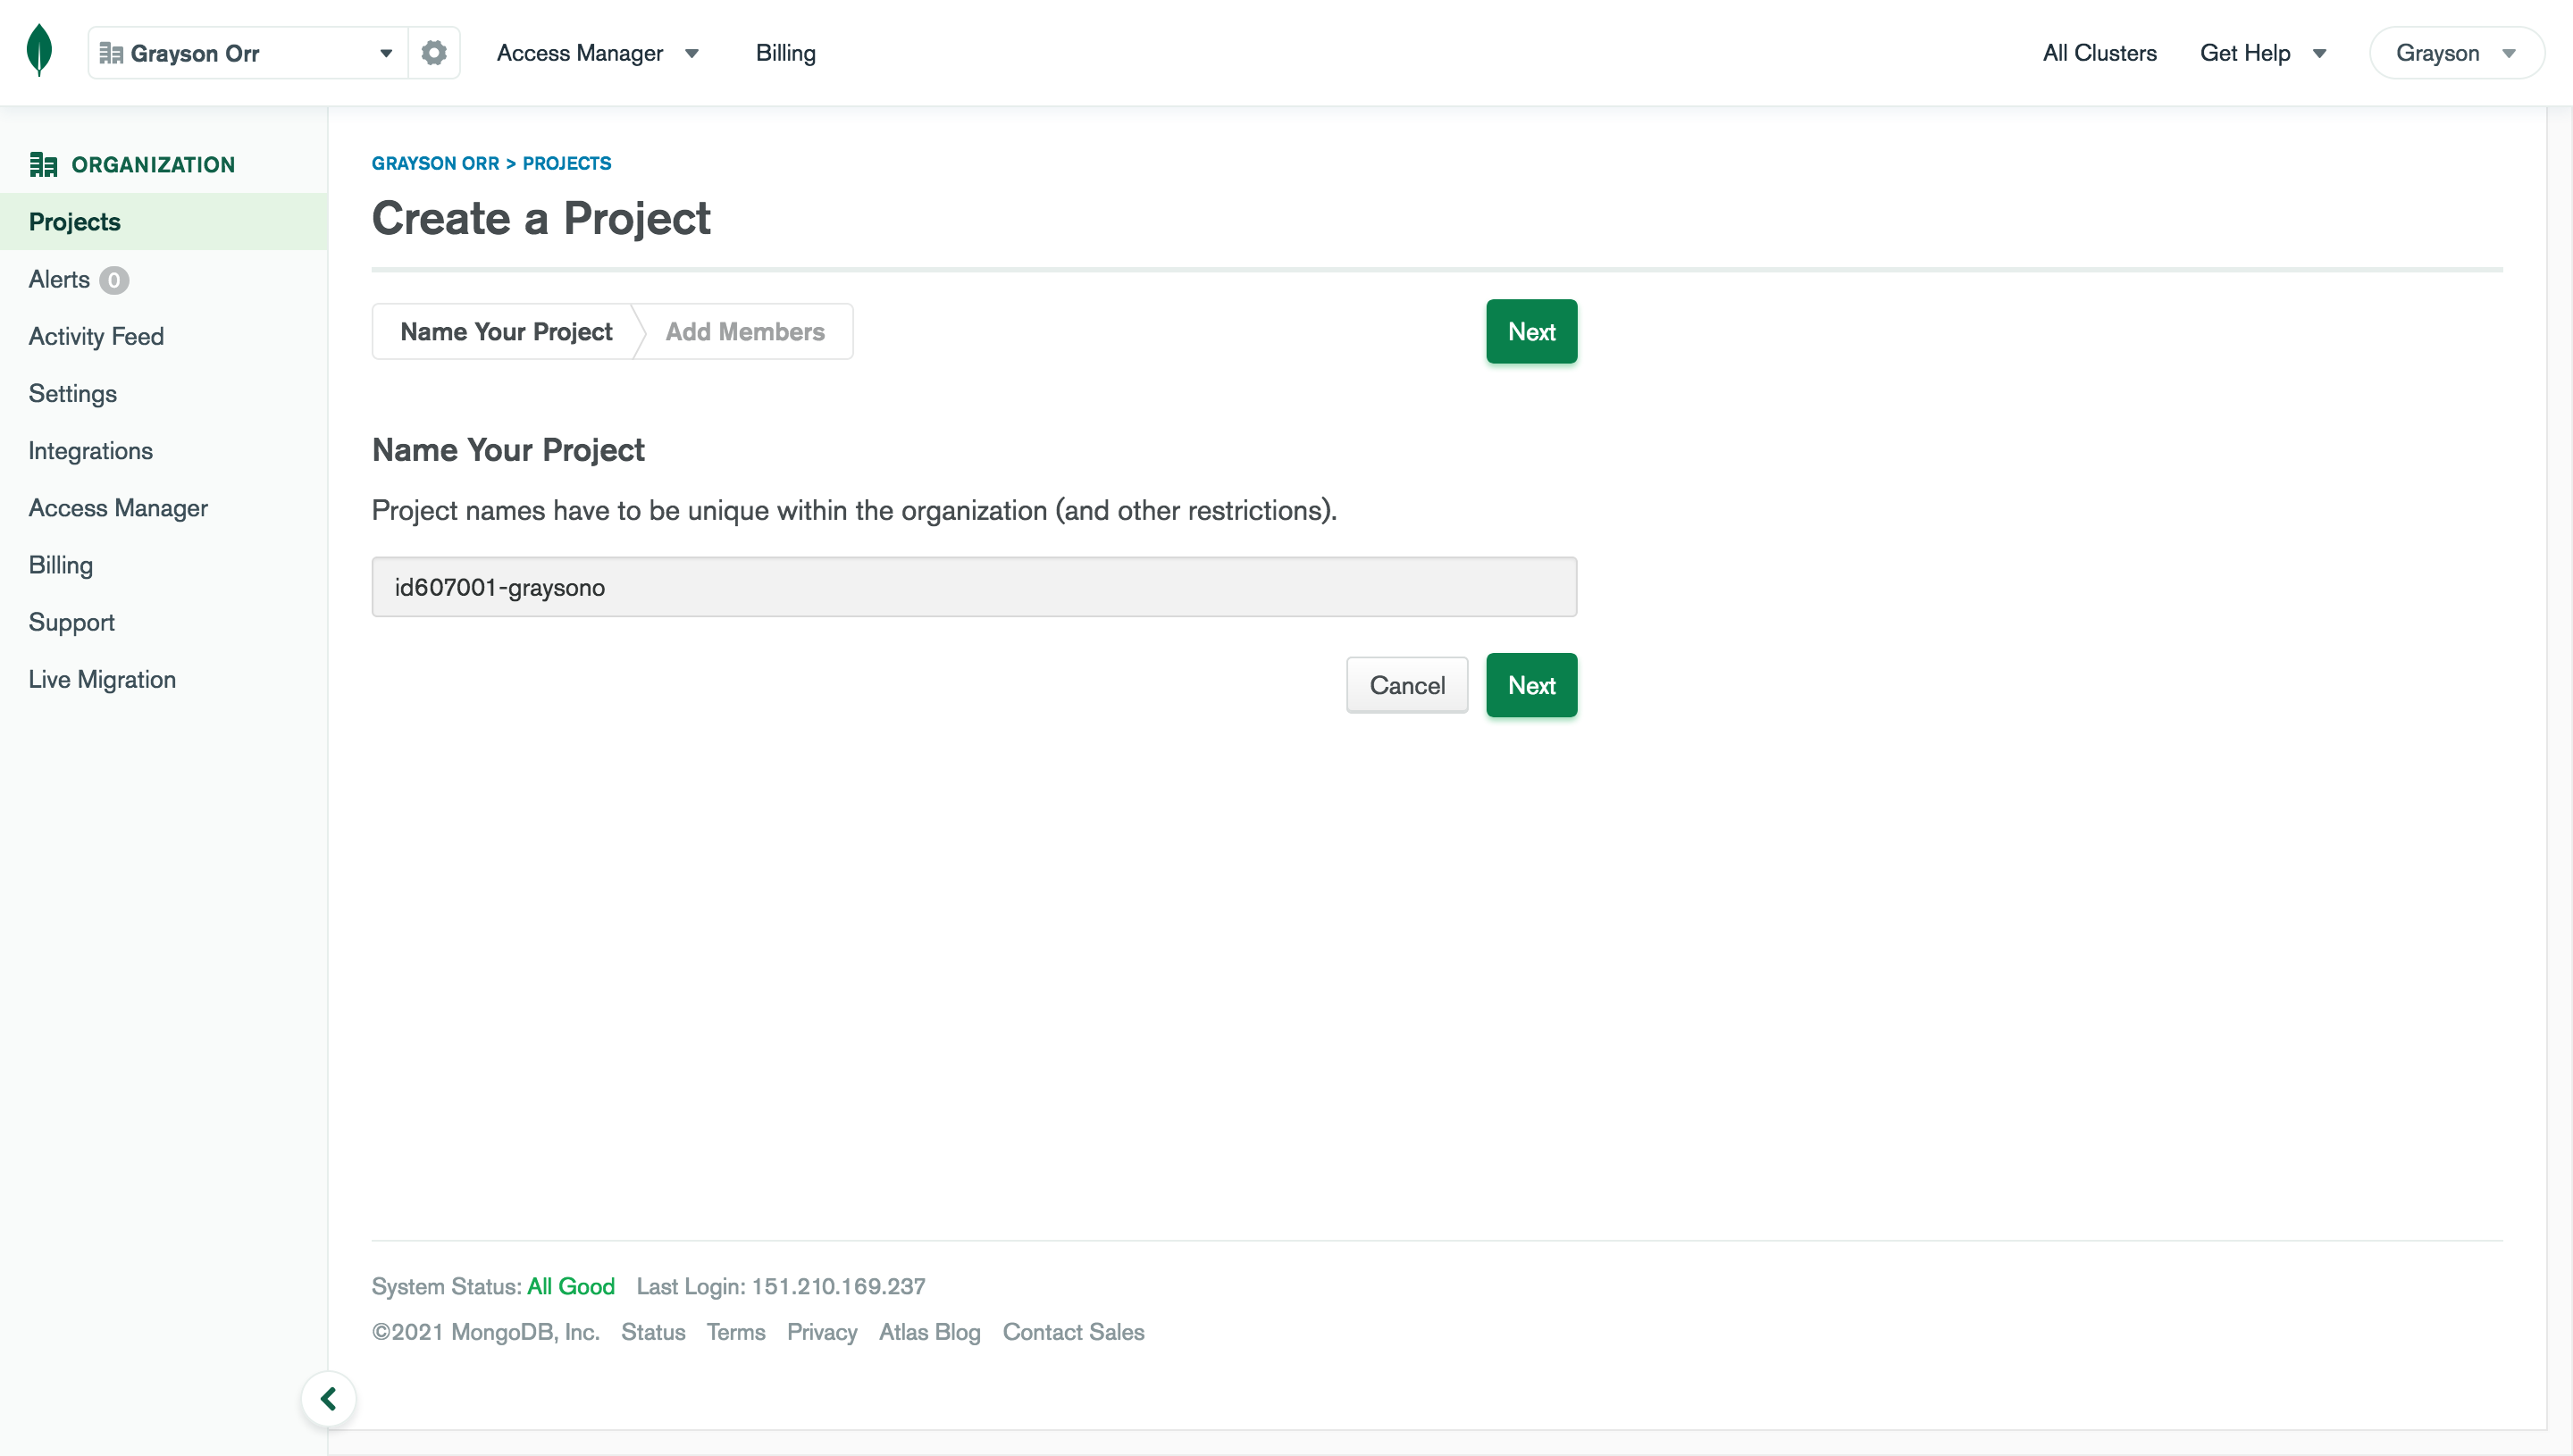 Grayson Orr
Access Manager
Billing
All Clusters
Get Help
Grayson
ORGANIZATION
Projects
Alerts 0
Activity Feed
Settings
Integrations
Access Manager
Billing
Support
Live Migration
GRAYSON ORR > PROJECTS
Create a Project
Name Your Project
Add Members
Next
Name Your Project
Project names have to be unique within the organization (and other restrictions).
id607001-graysono
Cancel
Next
System Status: All Good Last Login: 151.210.169.237
©2021 MongoDB, Inc. Status Terms Privacy Atlas Blog Contact Sales